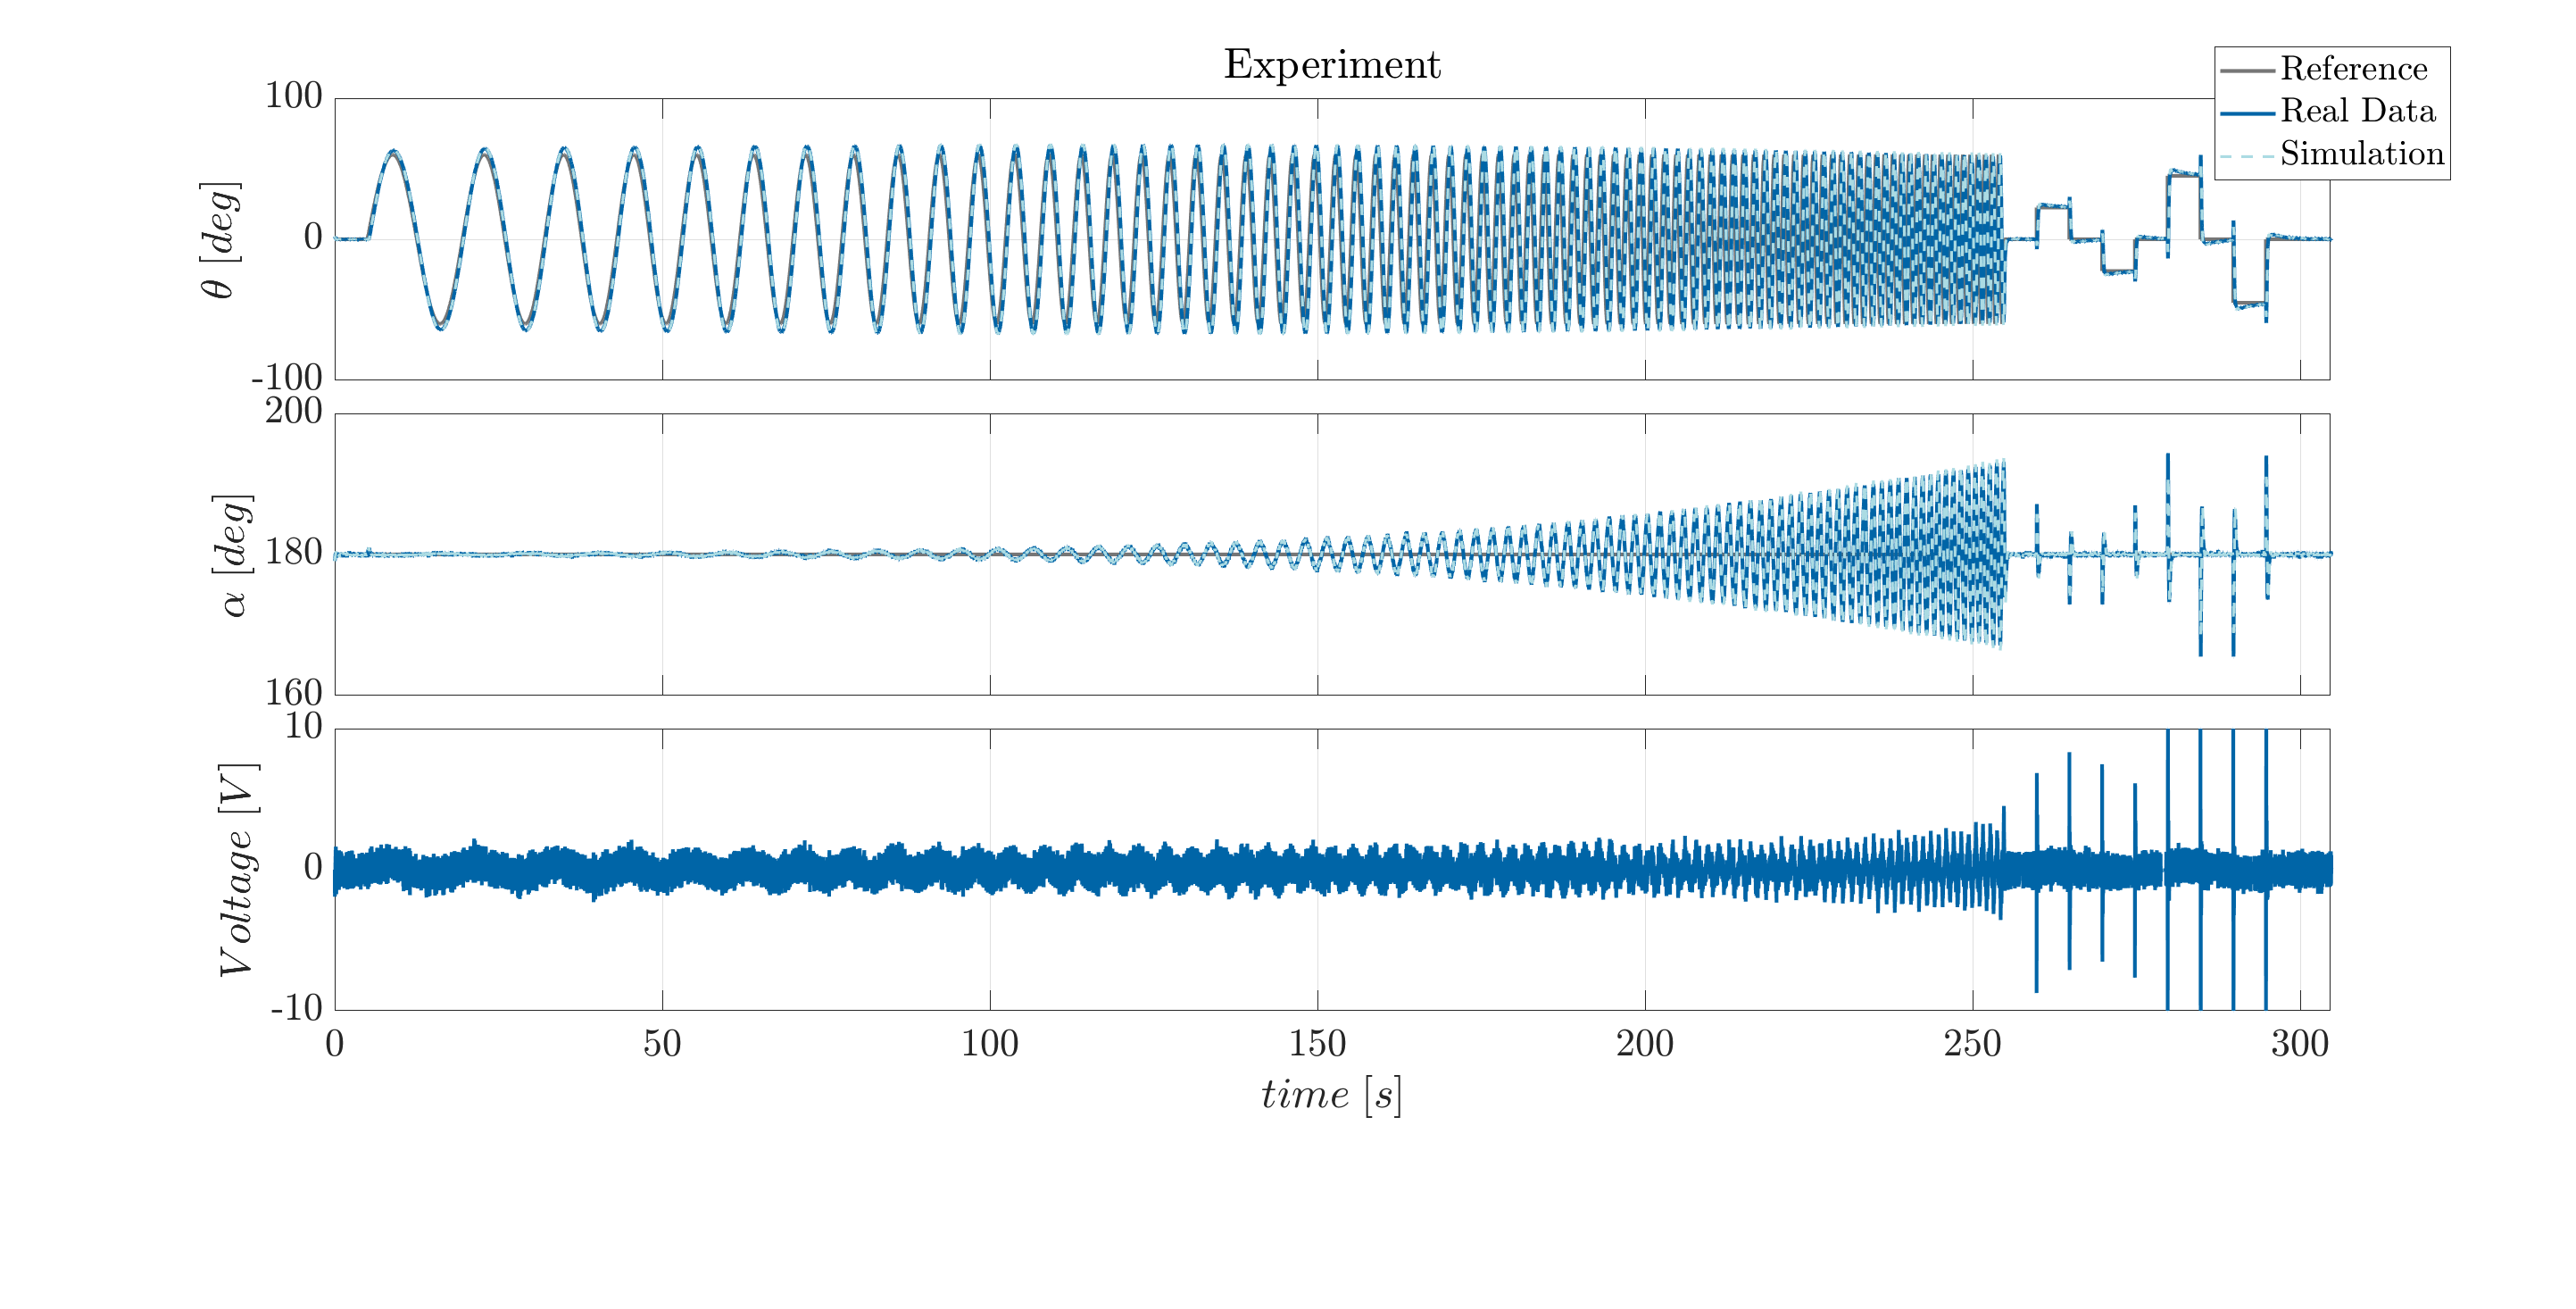 Experiment
Reference
Real Data
Simulation
100
0
-100
θ [deg]
200
180
160
α [deg]
10
0
-10
Voltage [V]
0 50 100 150 200 250 300
time [s]